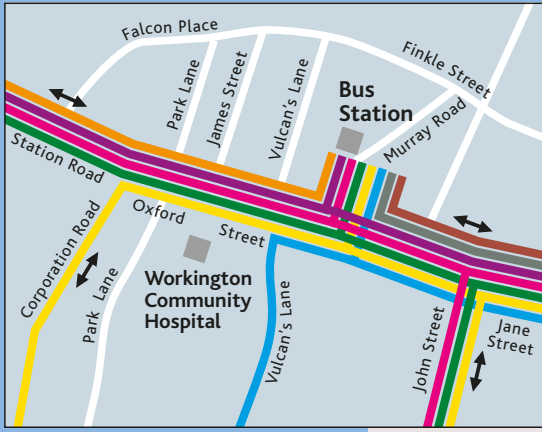 Falcon Place
Finkle Street
Park Lane
James Street
Vulcan's Lane
Bus
Station
Murray Road
Station Road
Oxford
Street
Corporation Road
Park Lane
Workington
Community
Hospital
Vulcan's Lane
John Street
Jane
Street